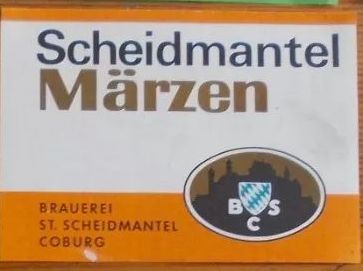 Scheidmantel
Märzen
BRAUEREI
ST. SCHEIDMANTEL
COBURG
B S
C